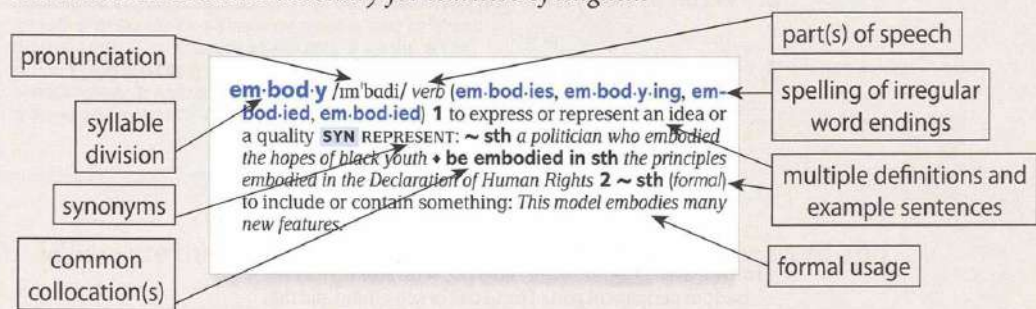 pronunciation
part(s) of speech
em·bod·y /ɪmˈbɑdi/ verb (em·bod·ies, em·bod·y·ing, em-
bod·ied, em·bod·ied) 1 to express or represent an idea or
a quality SYN REPRESENT: ~ sth a politician who embodied
the hopes of black youth ♦ be embodied in sth the principles
embodied in the Declaration of Human Rights 2 ~ sth (formal)
to include or contain something: This model embodies many
new features.
syllable
division
spelling of irregular
word endings
synonyms
multiple definitions and
example sentences
common
collocation(s)
formal usage